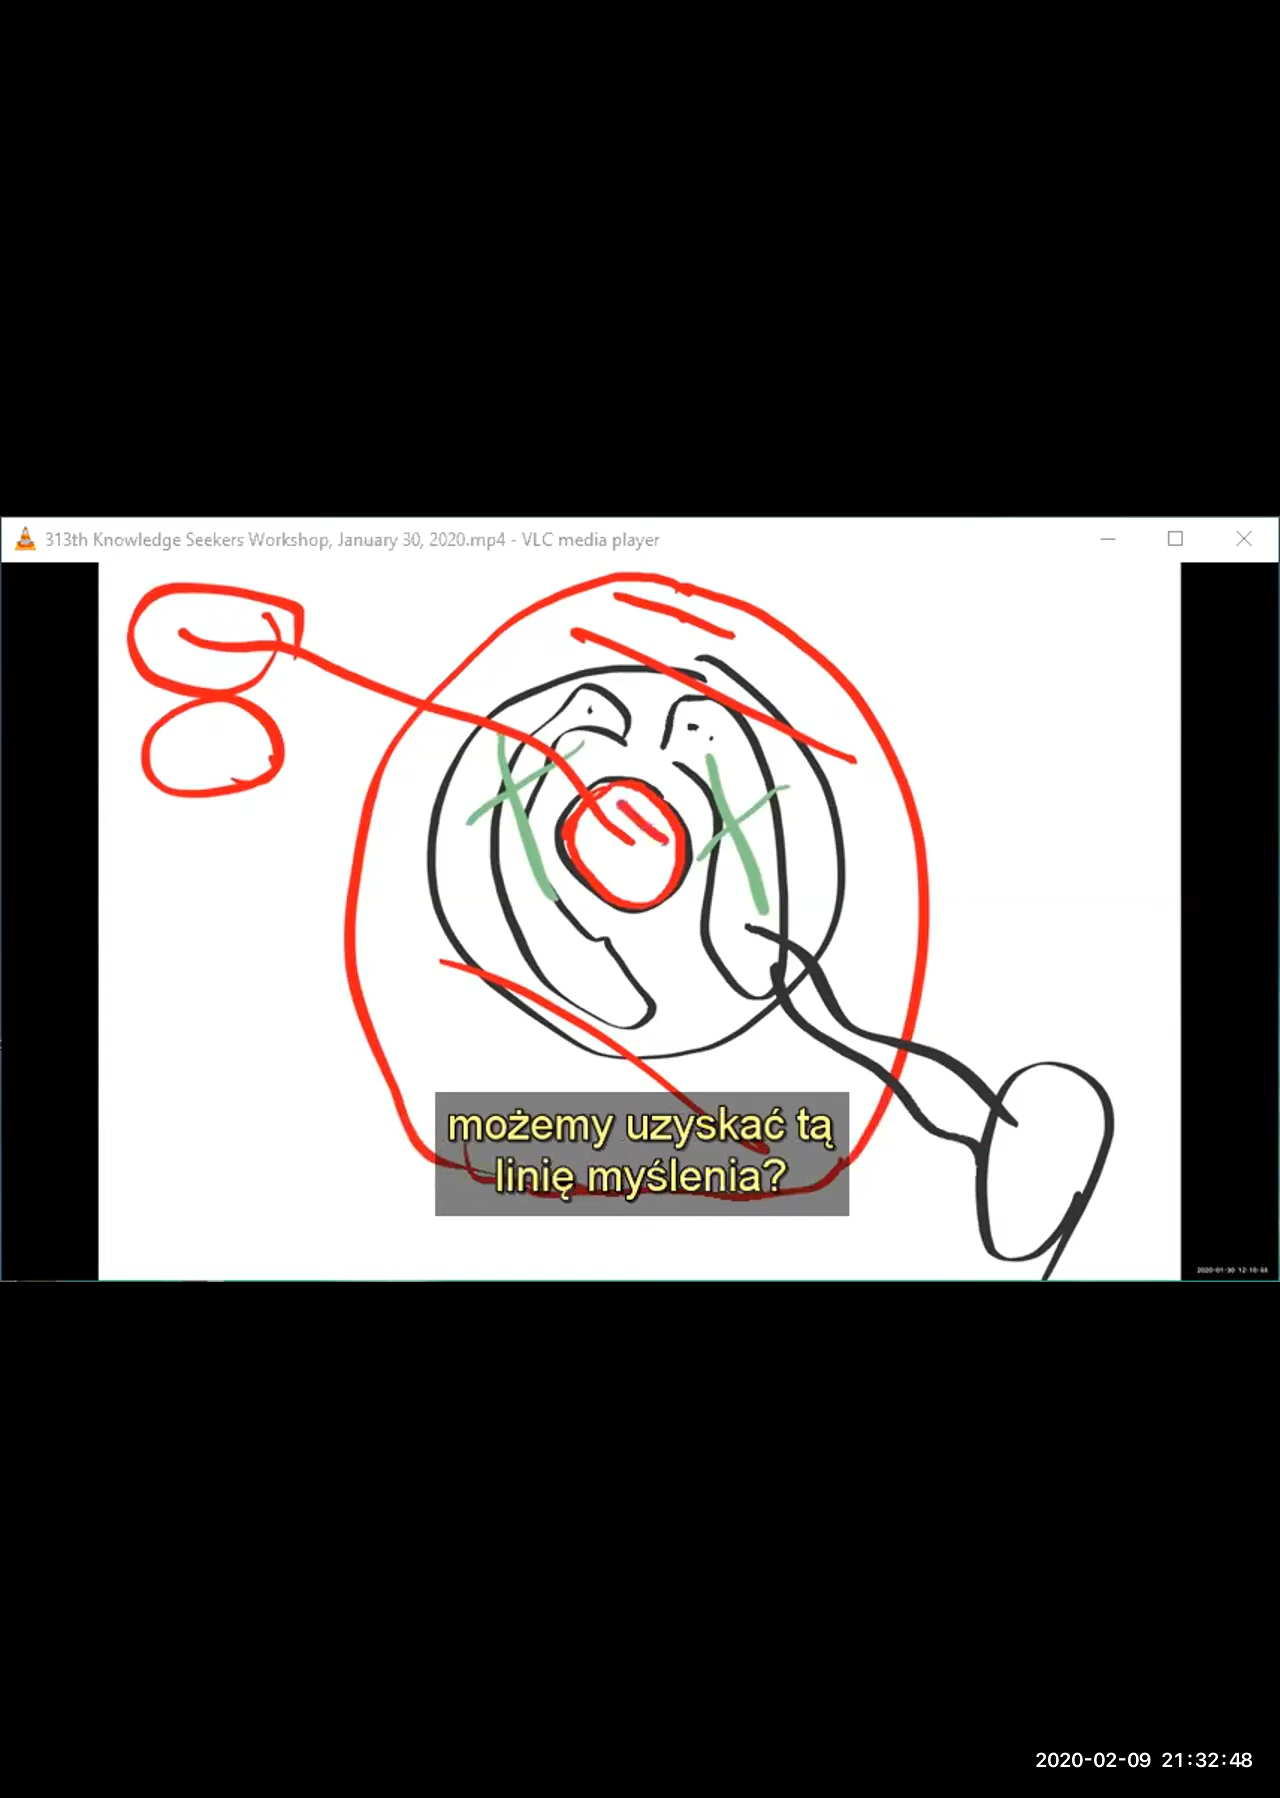 313th Knowledge Seekers Workshop, January 30, 2020.mp4 - VLC media player
możemy uzyskać tą
linię myślenia?
2020-02-09 21:32:48